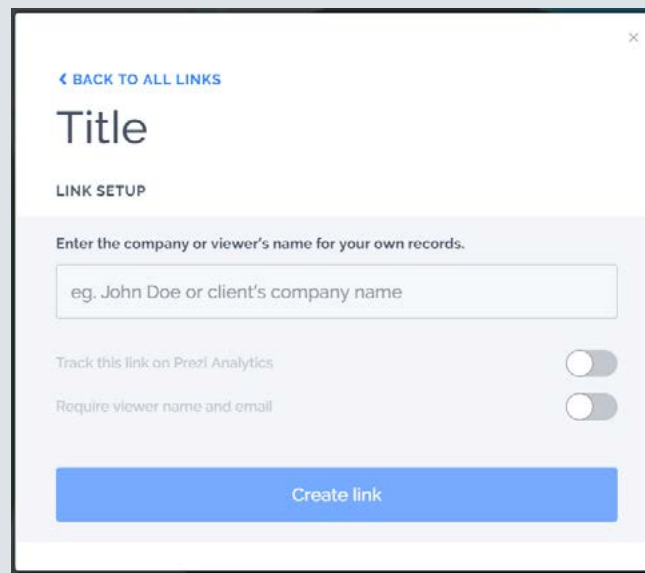 BACK TO ALL LINKS
Title
LINK SETUP
Enter the company or viewer's name for your own records.
eg. John Doe or client's company name
Track this link on Prezi Analytics
Require viewer name and email
Create link